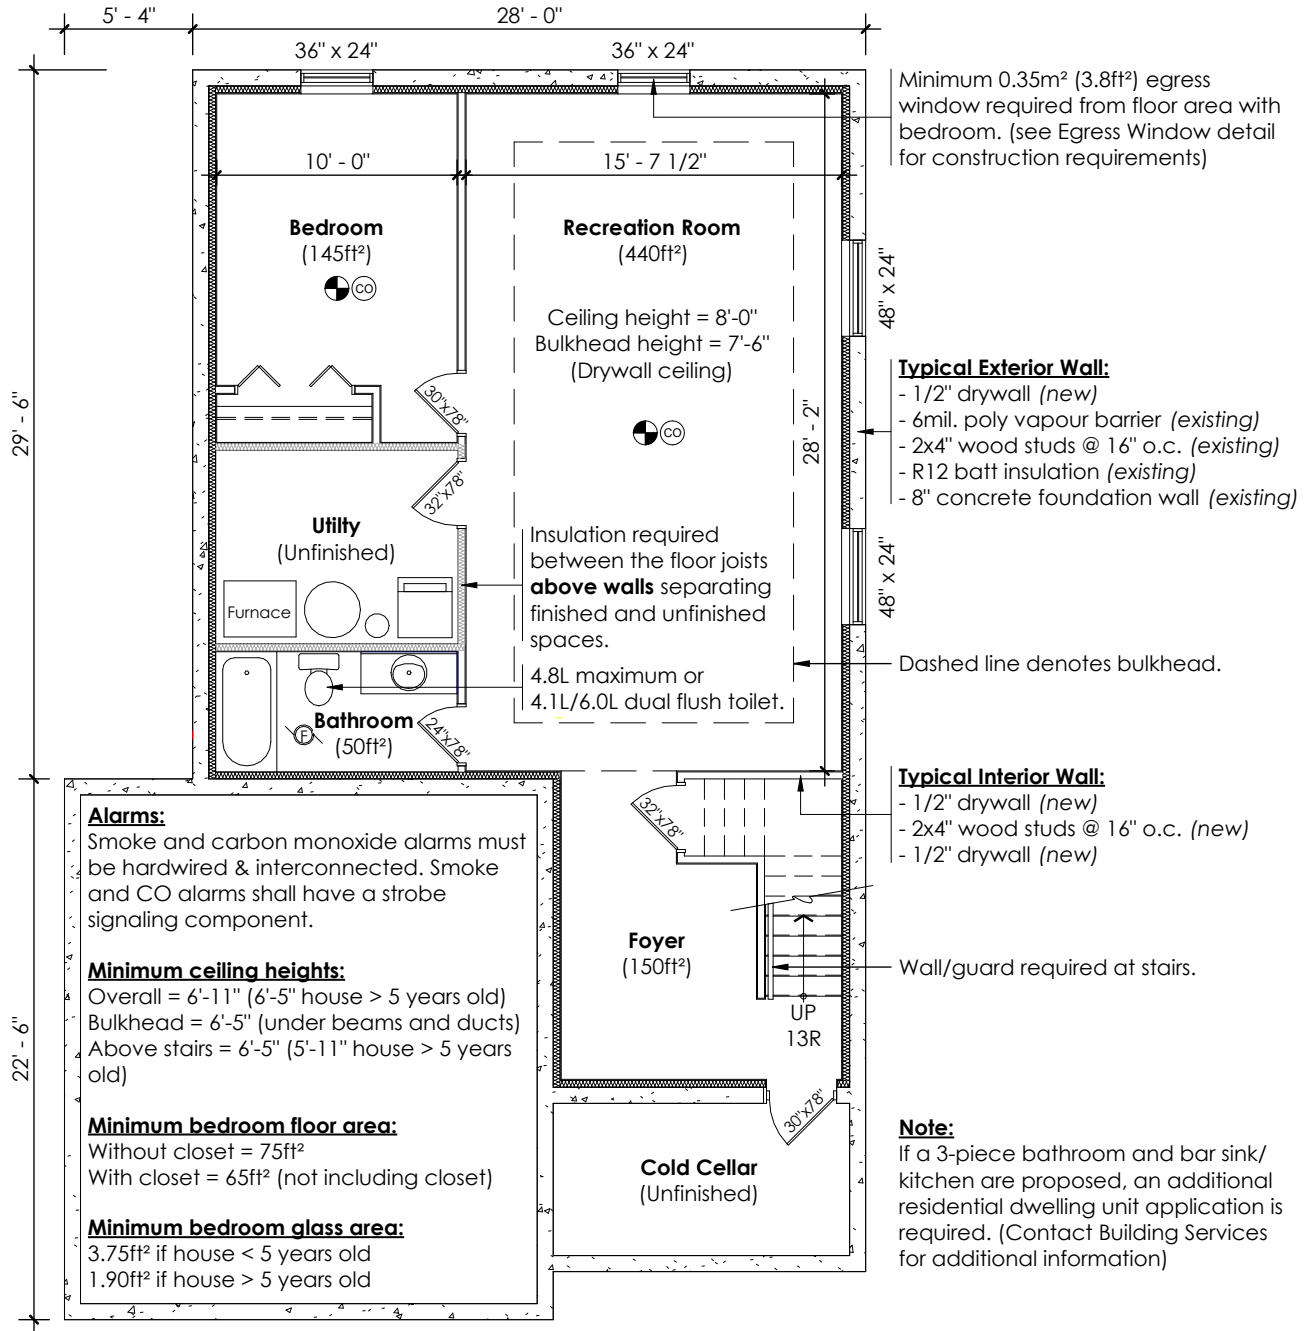 5' - 4"
28' - 0"
36" x 24"
36" x 24"
Minimum 0.35m² (3.8ft²) egress
window required from floor area with
bedroom. (see Egress Window detail
for construction requirements)
10' - 0"
15' - 7 1/2"
Bedroom
(145ft²)
CO
Recreation Room
(440ft²)
Ceiling height = 8'-0"
Bulkhead height = 7'-6"
(Drywall ceiling)
CO
48" x 24"
29' - 6"
28' - 2"
Typical Exterior Wall:
- 1/2" drywall (new)
- 6mil. poly vapour barrier (existing)
- 2x4" wood studs @ 16" o.c. (existing)
- R12 batt insulation (existing)
- 8" concrete foundation wall (existing)
30"x78"
32"x78"
Utilty
(Unfinished)
Furnace
Insulation required
between the floor joists
above walls separating
finished and unfinished
spaces.
48" x 24"
Dashed line denotes bulkhead.
4.8L maximum or
4.1L/6.0L dual flush toilet.
Bathroom
(50ft²)
F
24"x78"
Typical Interior Wall:
- 1/2" drywall (new)
- 2x4" wood studs @ 16" o.c. (new)
- 1/2" drywall (new)
32"x78"
Alarms:
Smoke and carbon monoxide alarms must
be hardwired & interconnected. Smoke
and CO alarms shall have a strobe
signaling component.
Minimum ceiling heights:
Overall = 6'-11" (6'-5" house > 5 years old)
Bulkhead = 6'-5" (under beams and ducts)
Above stairs = 6'-5" (5'-11" house > 5 years
old)
Minimum bedroom floor area:
Without closet = 75ft²
With closet = 65ft² (not including closet)
Minimum bedroom glass area:
3.75ft² if house < 5 years old
1.90ft² if house > 5 years old
22' - 6"
Foyer
(150ft²)
Wall/guard required at stairs.
UP
13R
30"x78"
Cold Cellar
(Unfinished)
Note:
If a 3-piece bathroom and bar sink/
kitchen are proposed, an additional
residential dwelling unit application is
required. (Contact Building Services
for additional information)